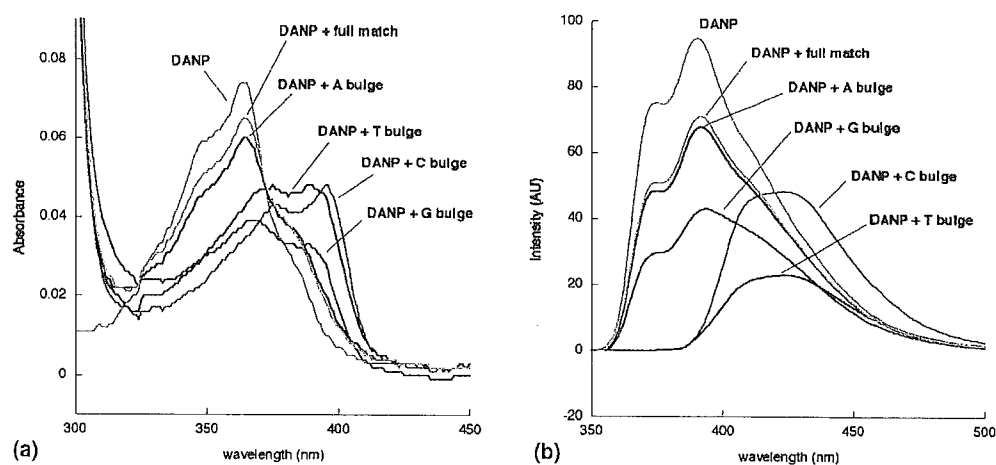 DANP + full match
DANP
DANP + A bulge
DANP + T bulge
DANP + C bulge
DANP + G bulge
0.08
0.06
0.04
0.02
0
Absorbance
300
350
400
450
wavelength (nm)
(a)
DANP
DANP + full match
DANP + A bulge
DANP + G bulge
DANP + C bulge
DANP + T bulge
100
80
60
40
20
0
-20
Intensity (AU)
350
400
450
500
wavelength (nm)
(b)